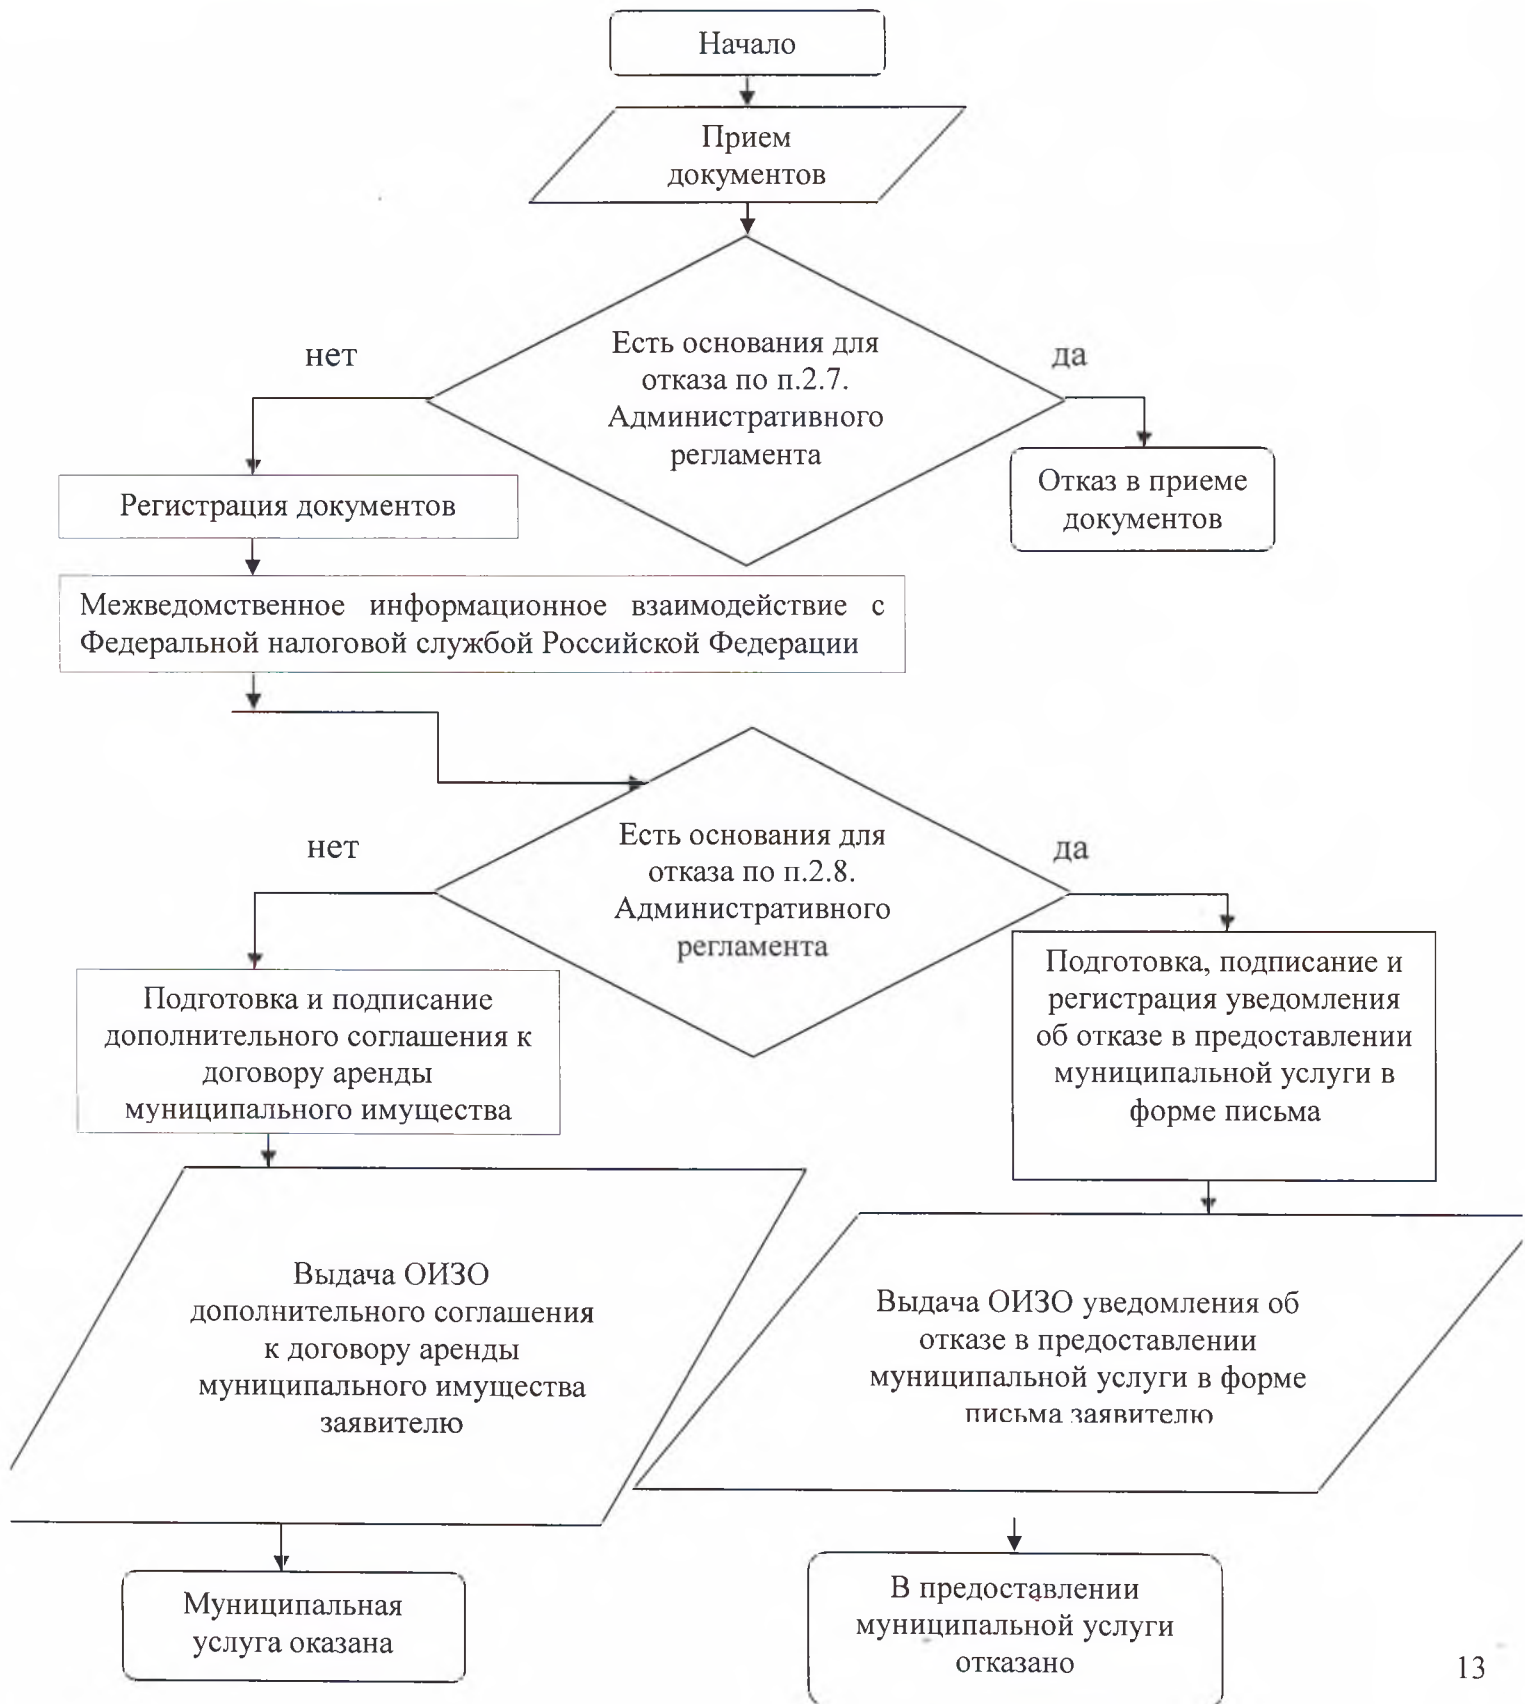 Начало
Прием
документов
Есть основания для
отказа по п.2.7.
Административного
регламента
нет
да
Регистрация документов
Отказ в приеме
документов
Межведомственное информационное взаимодействие с
Федеральной налоговой службой Российской Федерации
Есть основания для
отказа по п.2.8.
Административного
регламента
нет
да
Подготовка и подписание
дополнительного соглашения к
договору аренды
муниципального имущества
Подготовка, подписание и
регистрация уведомления
об отказе в предоставлении
муниципальной услуги в
форме письма
Выдача ОИЗО
дополнительного соглашения
к договору аренды
муниципального имущества
заявителю
Выдача ОИЗО уведомления об
отказе в предоставлении
муниципальной услуги в форме
письма заявителю
Муниципальная
услуга оказана
В предоставлении
муниципальной услуги
отказано
13